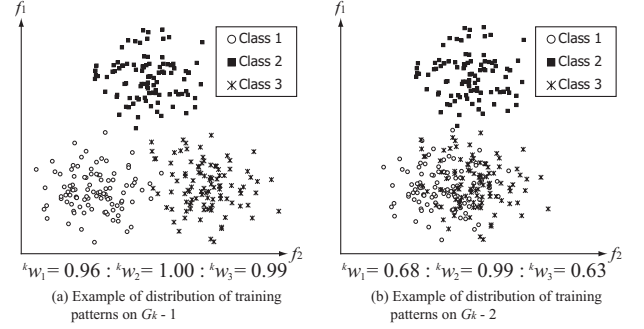 f1
Class 1
Class 2
Class 3
f2
kw1= 0.96 : kw2= 1.00 : kw3= 0.99
(a) Example of distribution of training
patterns on Gk - 1
f1
Class 1
Class 2
Class 3
f2
kw1= 0.68 : kw2= 0.99 : kw3= 0.63
(b) Example of distribution of training
patterns on Gk - 2